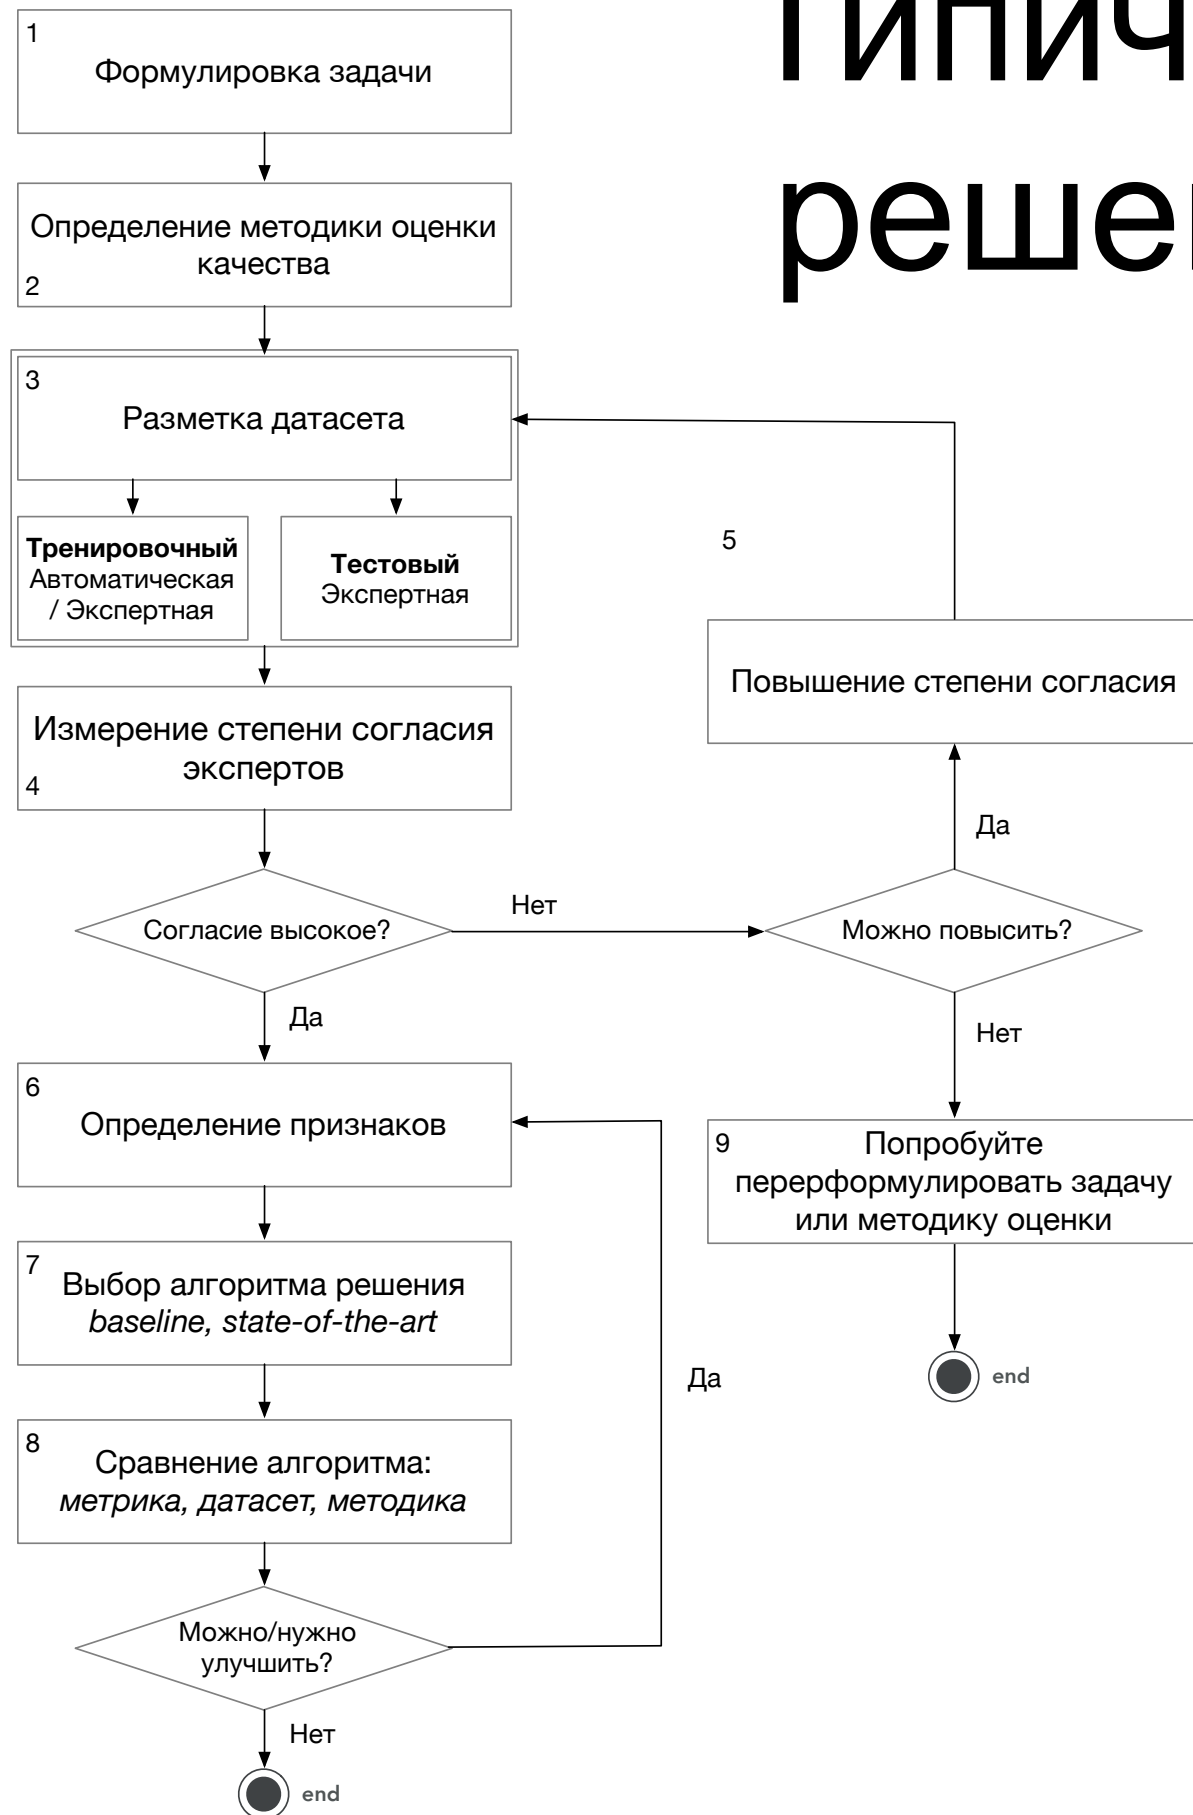 1
Формулировка задачи
Определение методики оценки
качества
2
3
Разметка датасета
Тренировочный
Автоматическая
/ Экспертная
Тестовый
Экспертная
5
Повышение степени согласия
Измерение степени согласия
экспертов
4
Да
Согласие высокое?
Нет
Можно повысить?
Да
Нет
6
Определение признаков
9
Попробуйте
перерформулировать задачу
или методику оценки
7
Выбор алгоритма решения
baseline, state-of-the-art
Да
end
8
Сравнение алгоритма:
метрика, датасет, методика
Можно/нужно
улучшить?
Нет
end